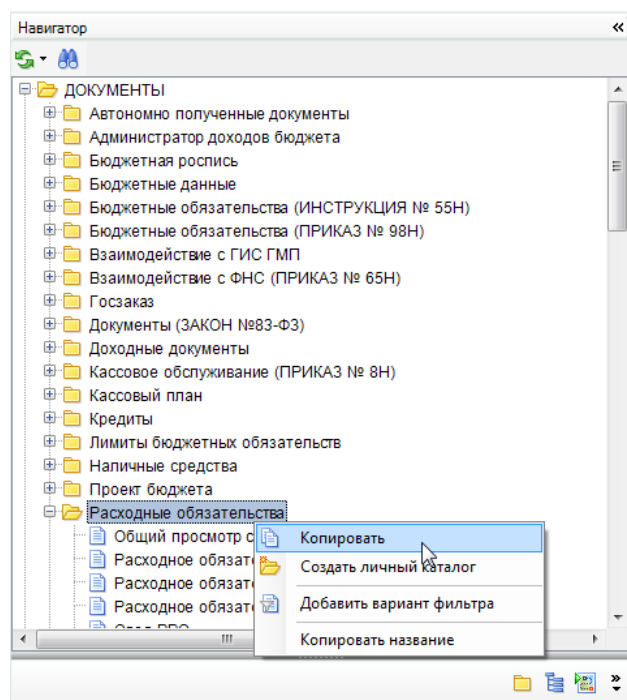 Навигатор
ДОКУМЕНТЫ
Автономно полученные документы
Администратор доходов бюджета
Бюджетная роспись
Бюджетные данные
Бюджетные обязательства (ИНСТРУКЦИЯ № 55Н)
Бюджетные обязательства (ПРИКАЗ № 98Н)
Взаимодействие с ГИС ГМП
Взаимодействие с ФНС (ПРИКАЗ № 65Н)
Госзаказ
Документы (ЗАКОН №83-ФЗ)
Доходные документы
Кассовое обслуживание (ПРИКАЗ № 8Н)
Кассовый план
Кредиты
Лимиты бюджетных обязательств
Наличные средства
Проект бюджета
Расходные обязательства
Общий просмотр с
Расходное обязат
Расходное обязат
Расходное обязат
Копировать
Создать личный каталог
Добавить вариант фильтра
Копировать название